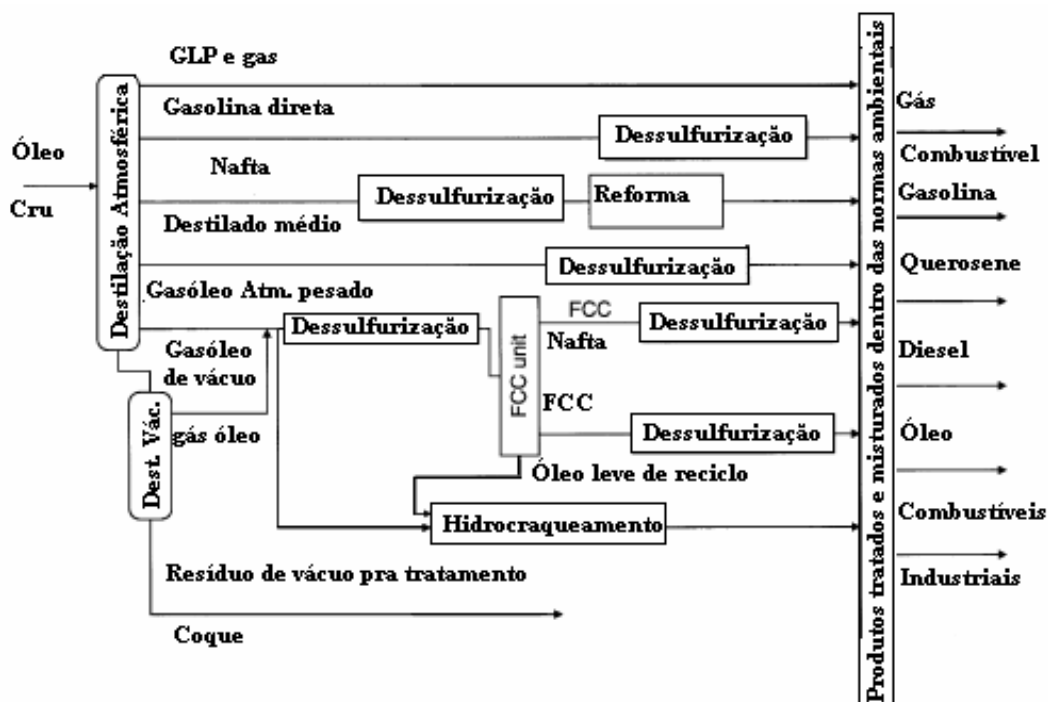 GLP e gas
Gasolina direta
Dessulfurização
Óleo
Cru
Destilação Atmosférica
Nafta
Dessulfurização
Reforma
Destilado médio
Dessulfurização
Gasóleo Atm. pesado
Dessulfurização
Gasóleo
de vácuo
gás óleo
Dest. Vác.
FCC unit
FCC
Nafta
Dessulfurização
FCC
Dessulfurização
Óleo leve de reciclo
Hidrocraqueamento
Resíduo de vácuo pra tratamento
Coque
Produtos tratados e misturados dentro das normas ambientais
Gás
Combustível
Gasolina
Querosene
Diesel
Óleo
Combustíveis
Industriais